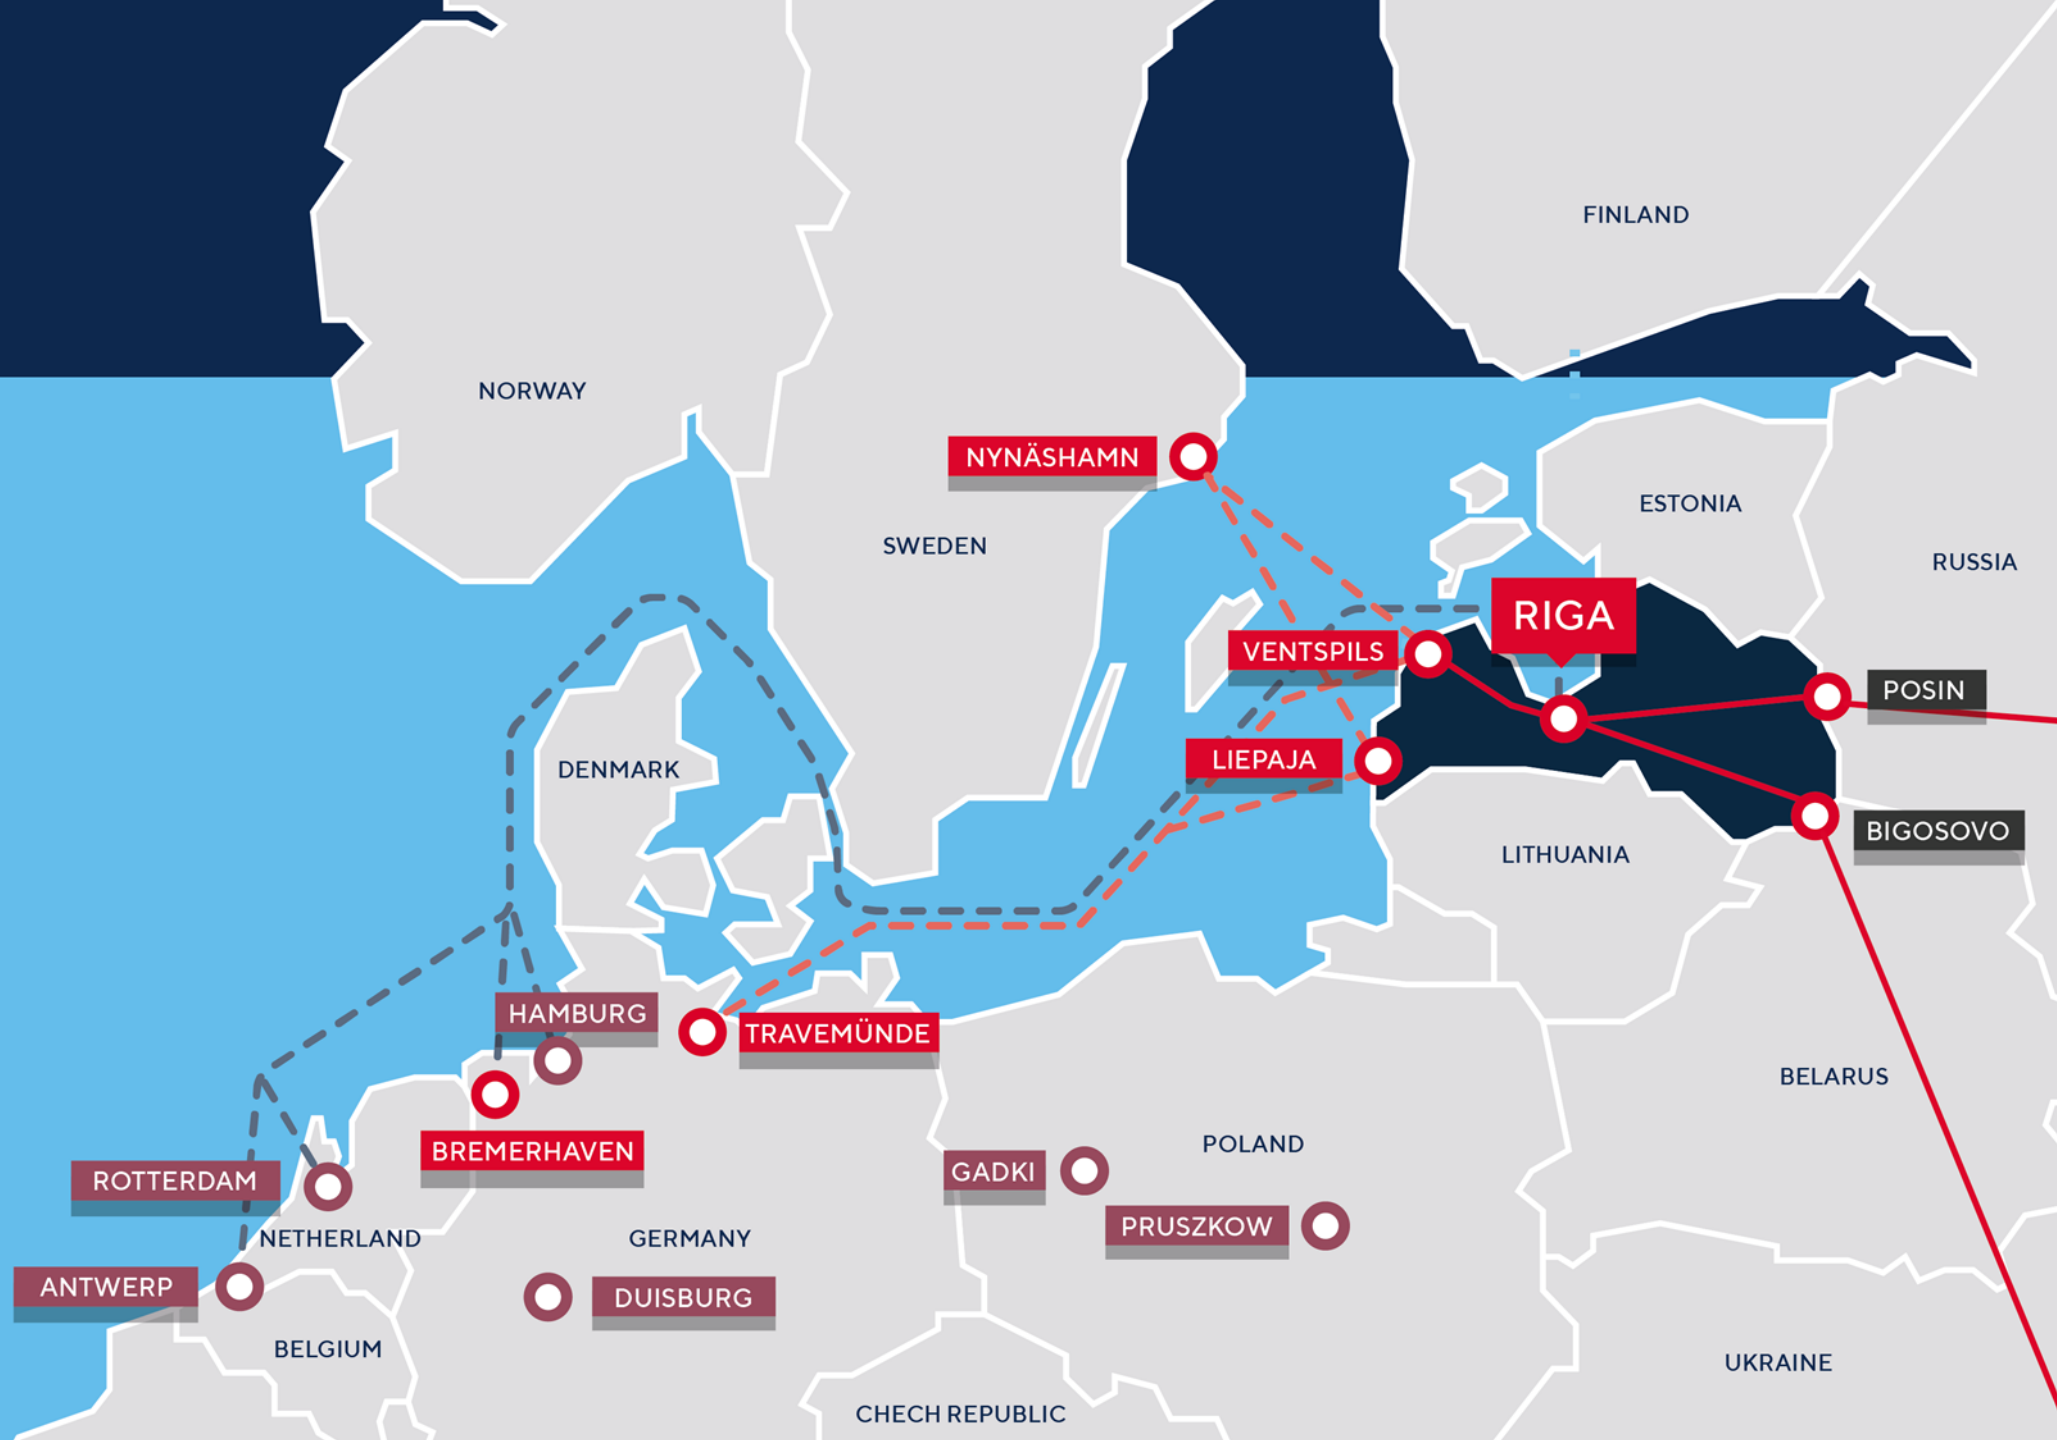 FINLAND
NORWAY
NYNÄSHAMN
ESTONIA
SWEDEN
RUSSIA
RIGA
VENTSPILS
POSIN
LIEPAJA
DENMARK
BIGOSOVO
LITHUANIA
HAMBURG
TRAVEMÜNDE
BELARUS
BREMERHAVEN
POLAND
GADKI
ROTTERDAM
PRUSZKOW
NETHERLAND
GERMANY
ANTWERP
DUISBURG
BELGIUM
UKRAINE
CHECH REPUBLIC